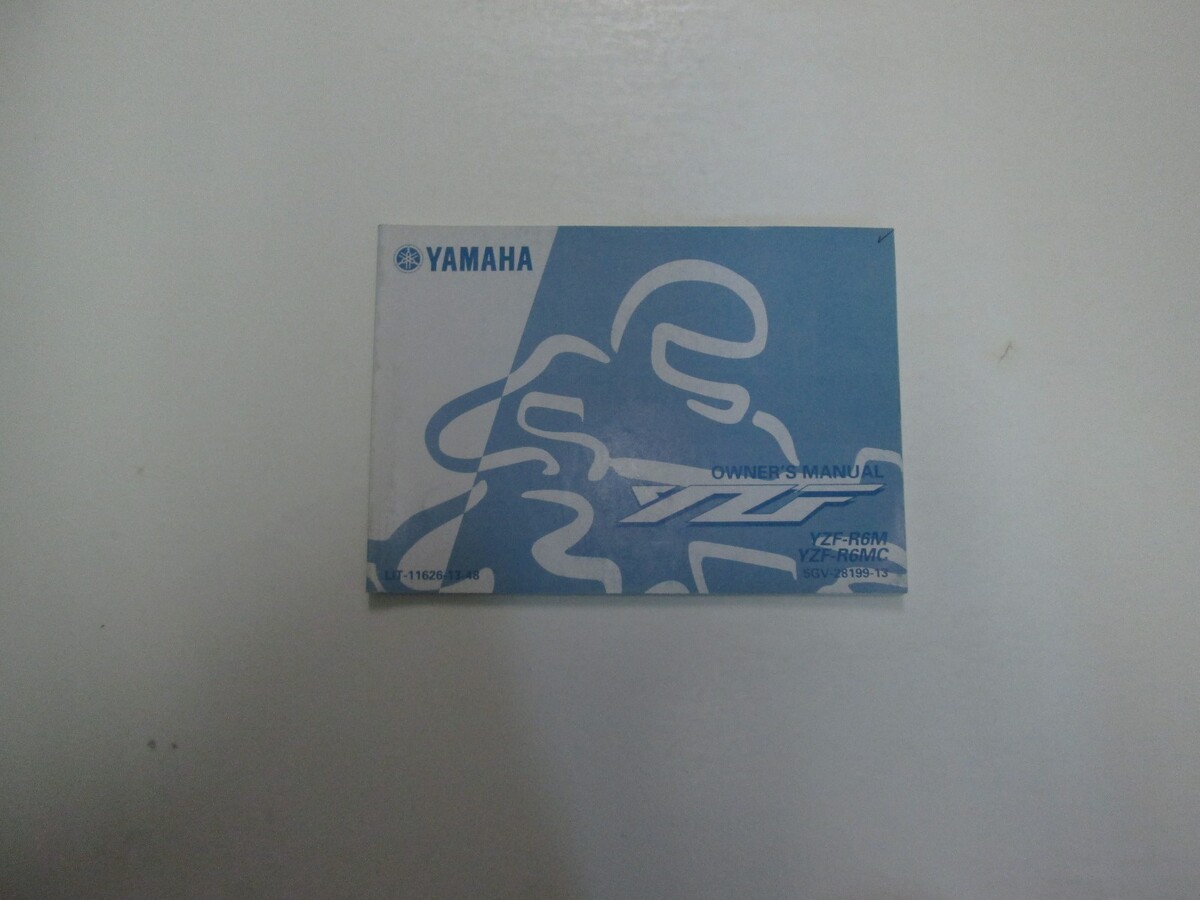 YAMAHA
OWNER'S MANUAL
YZF
YZF-R6M
YZF-R6MC
LIT-11626-13-48
5GV-28199-13